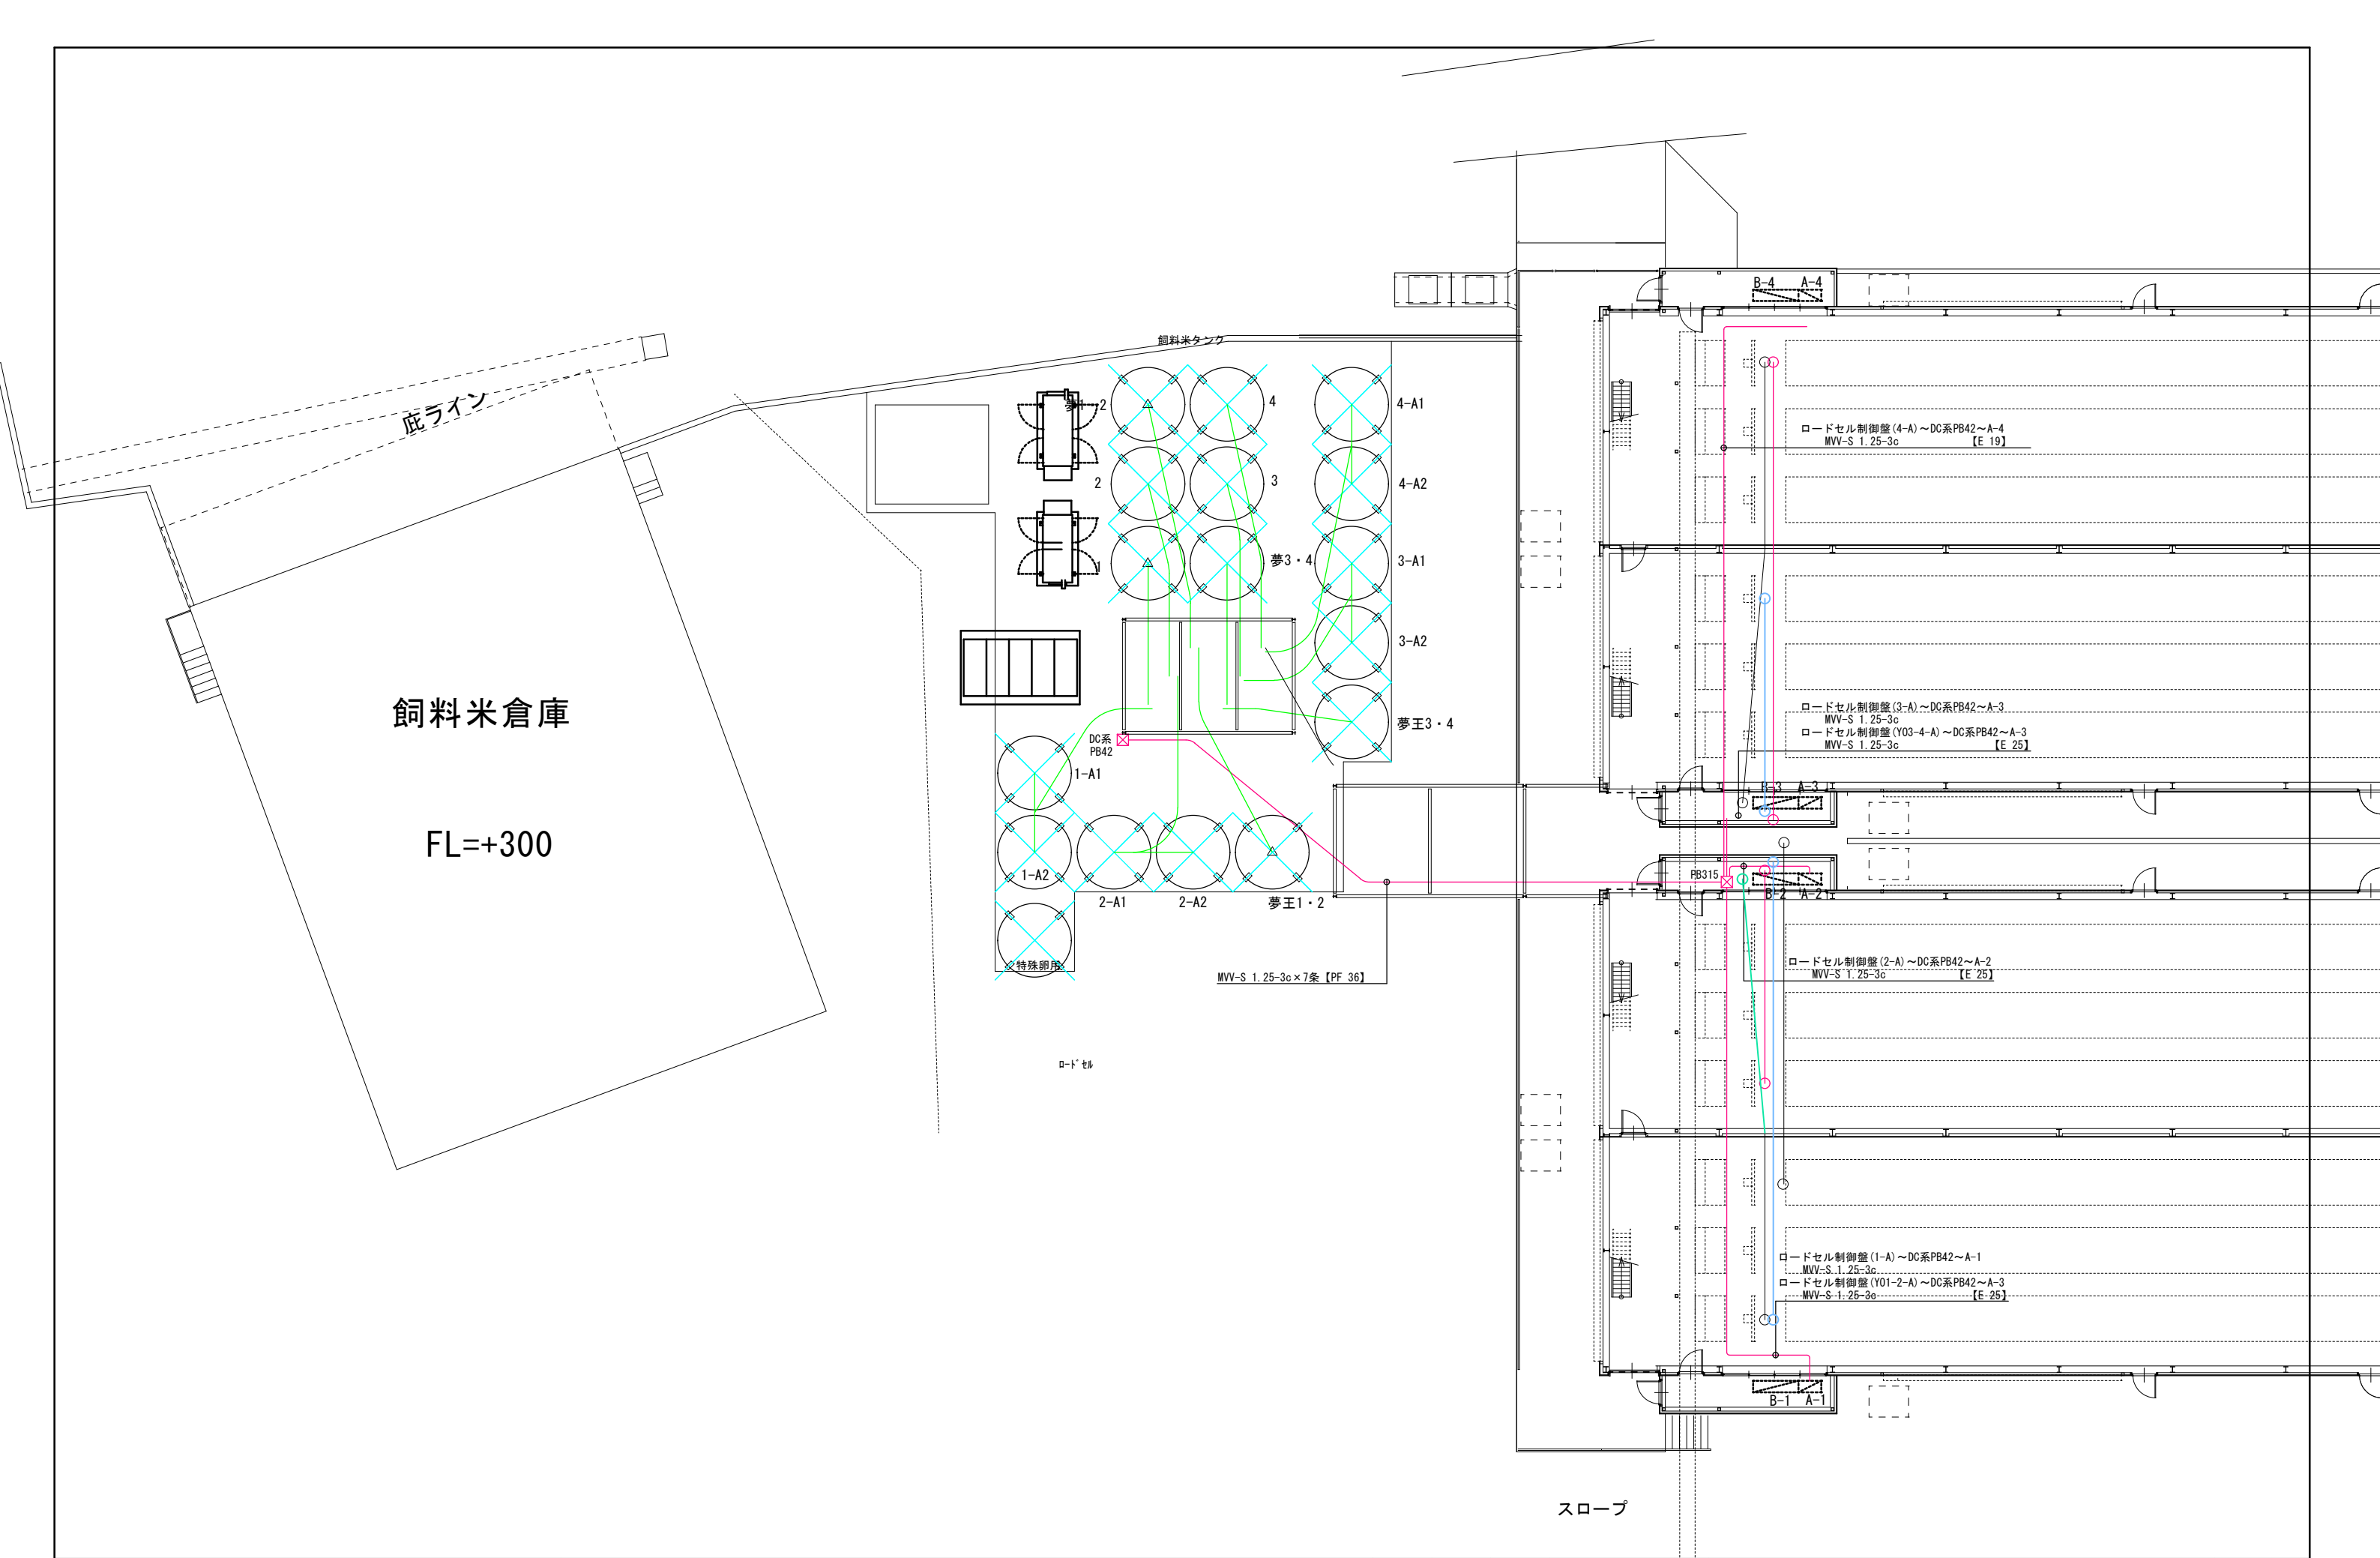 庇ライン
飼料米倉庫
FL=+300
飼料米タンク
2
4
4-A1
2
3
4-A2
1
夢3・4
3-A1
3-A2
夢王3・4
DC系
PB42
1-A1
1-A2
2-A1
2-A2
夢王1・2
特殊卵用
MVV-S 1.25-3c×7条【PF 36】
ロードセル
B-4
A-4
ロードセル制御盤(4-A)～DC系PB42～A-4
MVV-S 1.25-3c 【E 19】
ロードセル制御盤(3-A)～DC系PB42～A-3
MVV-S 1.25-3c
ロードセル制御盤(Y03-4-A)～DC系PB42～A-3
MVV-S 1.25-3c 【E 25】
B-3
A-3
PB315
B-2
A-2
ロードセル制御盤(2-A)～DC系PB42～A-2
MVV-S 1.25-3c 【E 25】
ロードセル制御盤(1-A)～DC系PB42～A-1
MVV-S 1.25-3c
ロードセル制御盤(Y01-2-A)～DC系PB42～A-3
MVV-S 1.25-3c 【E 25】
B-1
A-1
スロープ